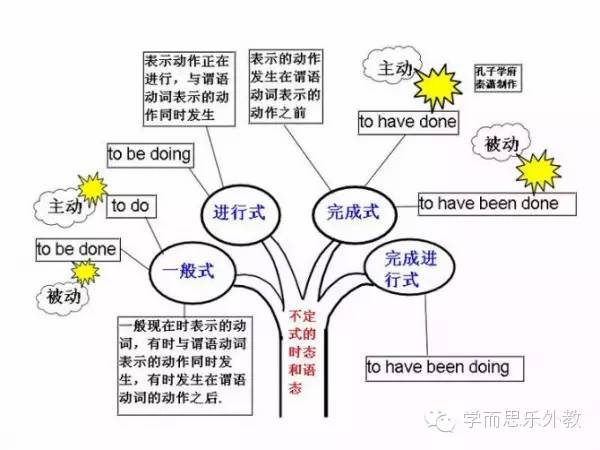 表示动作正在
进行，与谓语
动词表示的动
作同时发生
表示的动作
发生在谓语
动词表示的
动作之前
主动
孔子学府
秦潇制作
to have done
被动
to be doing
主动
to do
进行式
完成式
to have been done
to be done
一般式
完成进
行式
被动
一般现在时表示的动
词，有时与谓语动词
表示的动作同时发
生，有时发生在谓语
动词的动作之后.
不定
式的
时态
和语
态
to have been doing
学而思乐外教